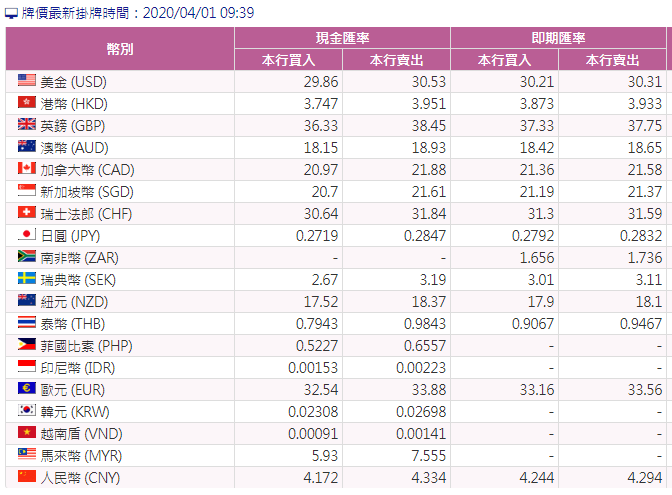 牌價最新掛牌時間：2020/04/01 09:39
幣別 現金匯率 即期匯率
本行買入 本行賣出 本行買入 本行賣出
美金 (USD) 29.86 30.53 30.21 30.31
港幣 (HKD) 3.747 3.951 3.873 3.933
英鎊 (GBP) 36.33 38.45 37.33 37.75
澳幣 (AUD) 18.15 18.93 18.42 18.65
加拿大幣 (CAD) 20.97 21.88 21.36 21.58
新加坡幣 (SGD) 20.7 21.61 21.19 21.37
瑞士法郎 (CHF) 30.64 31.84 31.3 31.59
日圓 (JPY) 0.2719 0.2847 0.2792 0.2832
南非幣 (ZAR) - - 1.656 1.736
瑞典幣 (SEK) 2.67 3.19 3.01 3.11
紐元 (NZD) 17.52 18.37 17.9 18.1
泰幣 (THB) 0.7943 0.9843 0.9067 0.9467
菲國比索 (PHP) 0.5227 0.6557 - -
印尼幣 (IDR) 0.00153 0.00223 - -
歐元 (EUR) 32.54 33.88 33.16 33.56
韓元 (KRW) 0.02308 0.02698 - -
越南盾 (VND) 0.00091 0.00141 - -
馬來幣 (MYR) 5.93 7.555 - -
人民幣 (CNY) 4.172 4.334 4.244 4.294